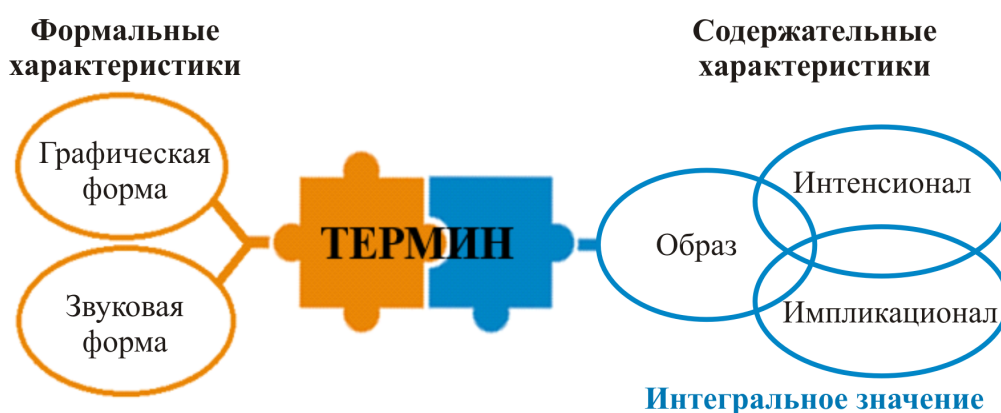 Формальные
характеристики
Графическая
форма
Звуковая
форма
ТЕРМИН
Содержательные
характеристики
Интенсионал
Образ
Импликационал
Интегральное значение